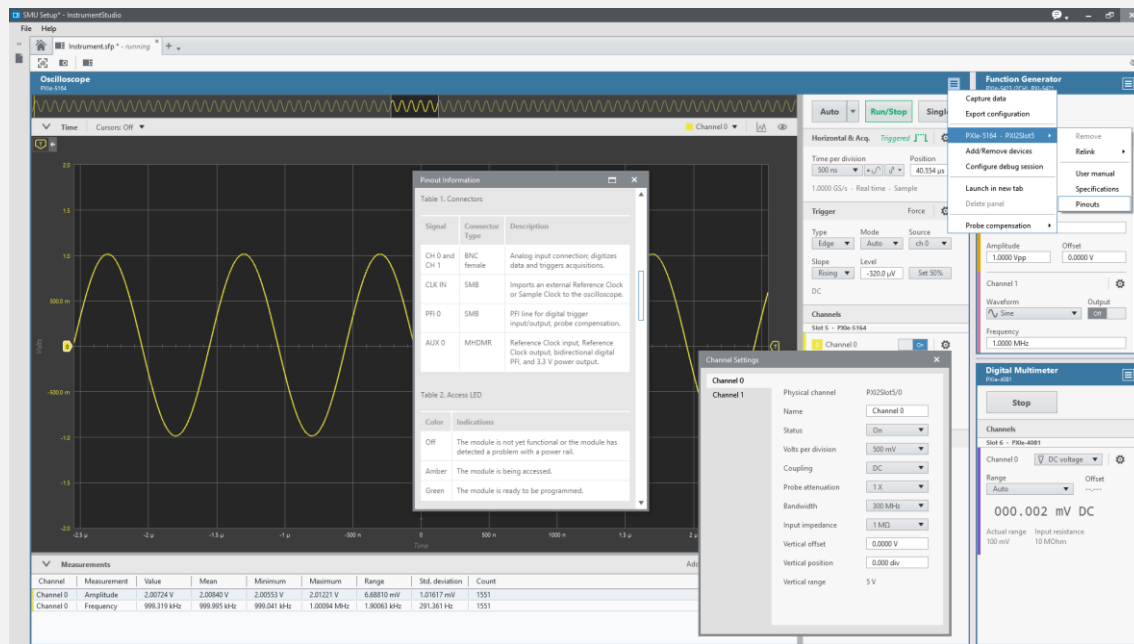 SMU Setup* - InstrumentStudio
File Help
Instrument.sfp * - running
Oscilloscope
PXIe-5164
Time Cursors: Off
Channel 0
2.0
1.5
1.0
500.0 m
0
-500.0 m
-1.0
-1.5
-2.0
Volts
-2.5 µ -2 µ -1.5 µ -1 µ -500 n 0 500 n 1 µ 1.5 µ 2 µ
Time
Pinout Information
Table 1. Connectors
Signal Connector Type Description
CH 0 and CH 1 BNC female Analog input connection; digitizes data and triggers acquisitions.
CLK IN SMB Imports an external Reference Clock or Sample Clock to the oscilloscope.
PFI 0 SMB PFI line for digital trigger input/output, probe compensation.
AUX 0 MHDMR Reference Clock input, Reference Clock output, bidirectional digital PFI, and 3.3 V power output.
Table 2. Access LED
Color Indications
Off The module is not yet functional or the module has detected a problem with a power rail.
Amber The module is being accessed.
Green The module is ready to be programmed.
Measurements
Channel Measurement Value Mean Minimum Maximum Range Std. deviation Count
Channel 0 Amplitude 2.00724 V 2.00840 V 2.00553 V 2.01221 V 6.68810 mV 1.01617 mV 1551
Channel 0 Frequency 999.319 kHz 999.995 kHz 999.041 kHz 1.00094 MHz 1.90063 kHz 291.361 Hz 1551
Auto Run/Stop
Horizontal & Acq. Triggered
Time per division Position
500 ns 40.554 µs
1.0000 GS/s - Real time - Sample
Trigger Force
Type Mode Source
Edge Auto ch 0
Slope Level
Rising -320.0 µV Set 50%
DC
Channels
Slot 5 - PXIe-5164
0 Channel 0 On
Capture data
Export configuration
PXIe-5164 - PXI2Slot5
Add/Remove devices
Configure debug session
Launch in new tab
Delete panel
Probe compensation
Remove
Relink
User manual
Specifications
Pinouts
Channel Settings
Channel 0
Channel 1
Physical channel PXI2Slot5/0
Name Channel 0
Status On
Volts per division 500 mV
Coupling DC
Probe attenuation 1 X
Bandwidth 300 MHz
Input impedance 1 MΩ
Vertical offset 0.0000 V
Vertical position 0.000 div
Vertical range 5 V
Function Generator
Amplitude Offset
1.0000 Vpp 0.0000 V
Channel 1
Waveform Output
Sine Off
Frequency
1.0000 MHz
Digital Multimeter
PXIe-4081
Stop
Channels
Slot 6 - PXIe-4081
Channel 0 DC voltage
Range Offset
Auto --.---
000.002 mV DC
Actual range Input resistance
100 mV 10 MOhm